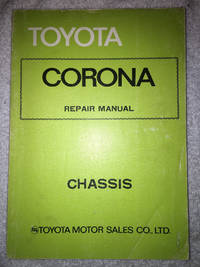 TOYOTA
CORONA
REPAIR MANUAL
CHASSIS
TOYOTA MOTOR SALES CO., LTD.